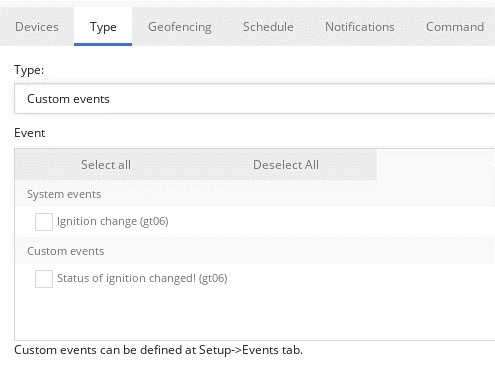 Devices Type Geofencing Schedule Notifications Command
Type:
Custom events
Event
Select all Deselect All
System events
Ignition change (gt06)
Custom events
Status of ignition changed! (gt06)
Custom events can be defined at Setup->Events tab.